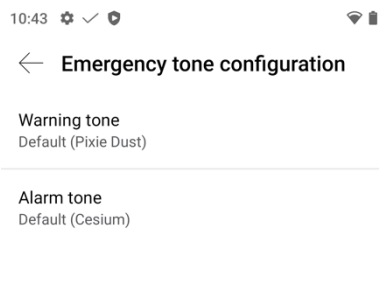 10:43
Emergency tone configuration
Warning tone
Default (Pixie Dust)
Alarm tone
Default (Cesium)